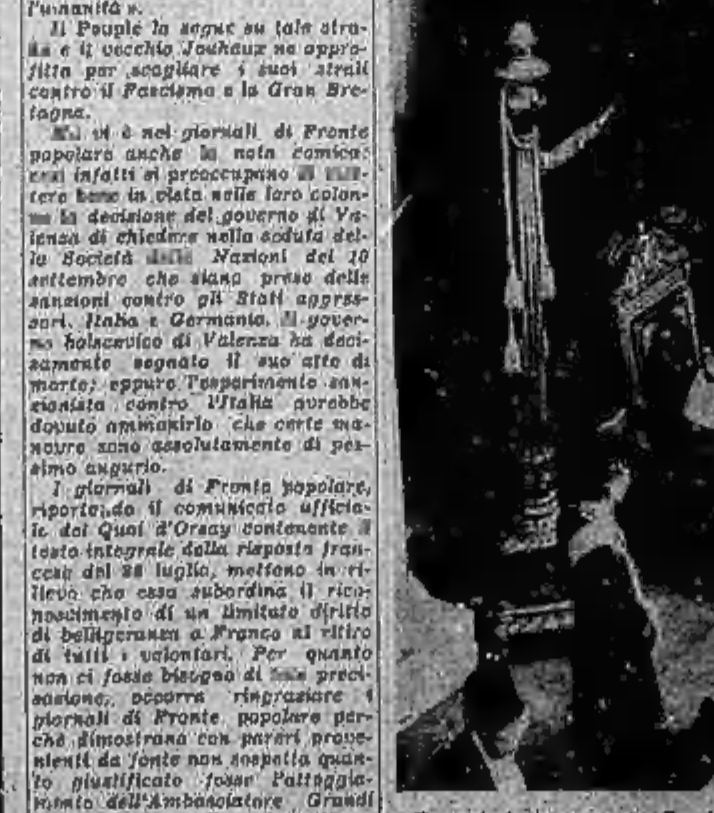 l'umanità ».
Il Peuple la segue su tale stra-
da e il vecchio Jouhaux ne appro-
fitta per scagliare i suoi strali
contro il Fascismo e la Gran Bre-
tagna.
Ma vi è nei giornali di Fronte
popolare anche la nota comica:
essi infatti si preoccupano di met-
tere bene in vista nelle loro colon-
ne la decisione del governo di Va-
lenza di chiedere nella seduta del-
la Società delle Nazioni del 10
settembre che siano prese delle
sanzioni contro gli Stati aggres-
sori, Italia e Germania. Il gover-
no bolscevico di Valenza ha deci-
samente segnato il suo atto di
morte; eppure l'esperimento san-
zionista contro l'Italia avrebbe
dovuto ammonirlo che certe ma-
novre sono assolutamente di pes-
simo augurio.
I giornali di Fronte popolare,
riportando il comunicato ufficia-
le del Quai d'Orsay contenente il
testo integrale della risposta fran-
cese del luglio, mettono in ri-
lievo che essa subordina il rico-
noscimento di un limitato diritto
di belligeranza a Franco al ritiro
di tutti i volontari. Per quanto
non ci fosse bisogno di preci-
sazione, occorre ringraziare i
giornali di Fronte popolare per-
chè dimostrano con pareri prove-
nienti da fonte non sospetta quan-
to giustificato fosse l'atteggia-
mento dell'Ambasciatore Grandi